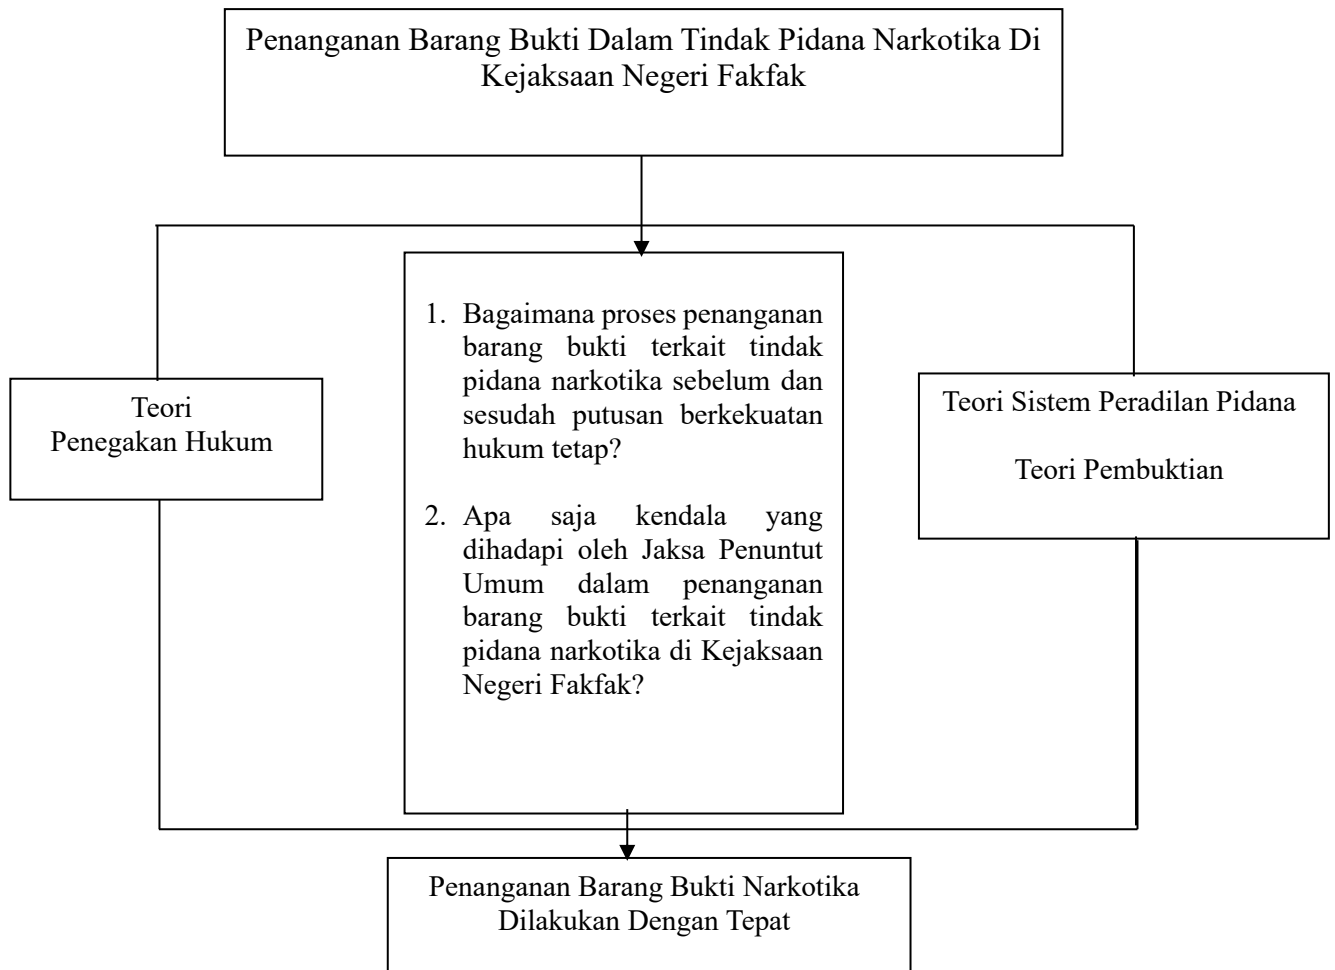 Penanganan Barang Bukti Dalam Tindak Pidana Narkotika Di
Kejaksaan Negeri Fakfak
Teori
Penegakan Hukum
1. Bagaimana proses penanganan
barang bukti terkait tindak
pidana narkotika sebelum dan
sesudah putusan berkekuatan
hukum tetap?
2. Apa saja kendala yang
dihadapi oleh Jaksa Penuntut
Umum dalam penanganan
barang bukti terkait tindak
pidana narkotika di Kejaksaan
Negeri Fakfak?
Teori Sistem Peradilan Pidana
Teori Pembuktian
Penanganan Barang Bukti Narkotika
Dilakukan Dengan Tepat